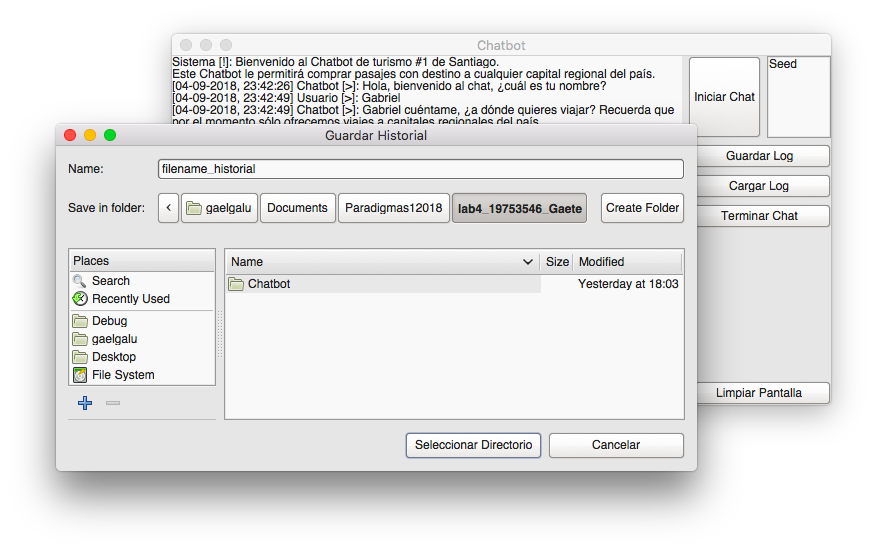 Chatbot
Sistema [!]: Bienvenido al Chatbot de turismo #1 de Santiago.
Este Chatbot le permitirá comprar pasajes con destino a cualquier capital regional del país.
[04-09-2018, 23:42:26] Chatbot [>]: Hola, bienvenido al chat, ¿cuál es tu nombre?
[04-09-2018, 23:42:49] Usuario [>]: Gabriel
[04-09-2018, 23:42:49] Chatbot [>]: Gabriel cuéntame, ¿a dónde quieres viajar? Recuerda que
por el momento sólo ofrecemos viajes a capitales regionales del país.
Iniciar Chat
Seed
Guardar Log
Cargar Log
Terminar Chat
Limpiar Pantalla
Guardar Historial
Name: filename_historial
Save in folder: < gaelgalu Documents Paradigmas12018 lab4_19753546_Gaete Create Folder
Places
Search
Recently Used
Debug
gaelgalu
Desktop
File System
Name Size Modified
Chatbot Yesterday at 18:03
Seleccionar Directorio Cancelar